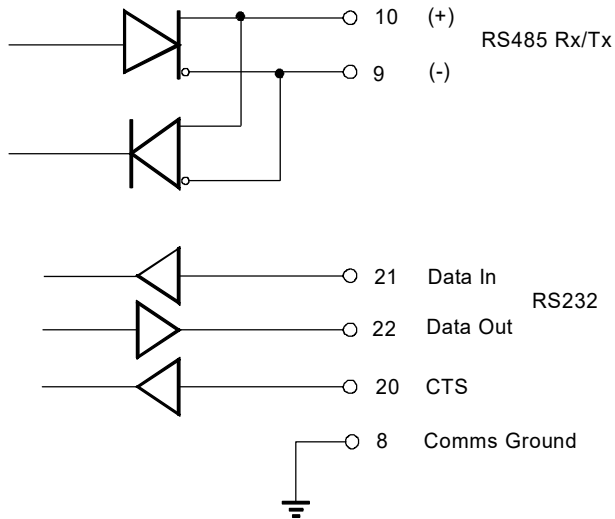 10 (+)
RS485 Rx/Tx
9 (-)
21 Data In
RS232
22 Data Out
20 CTS
8 Comms Ground